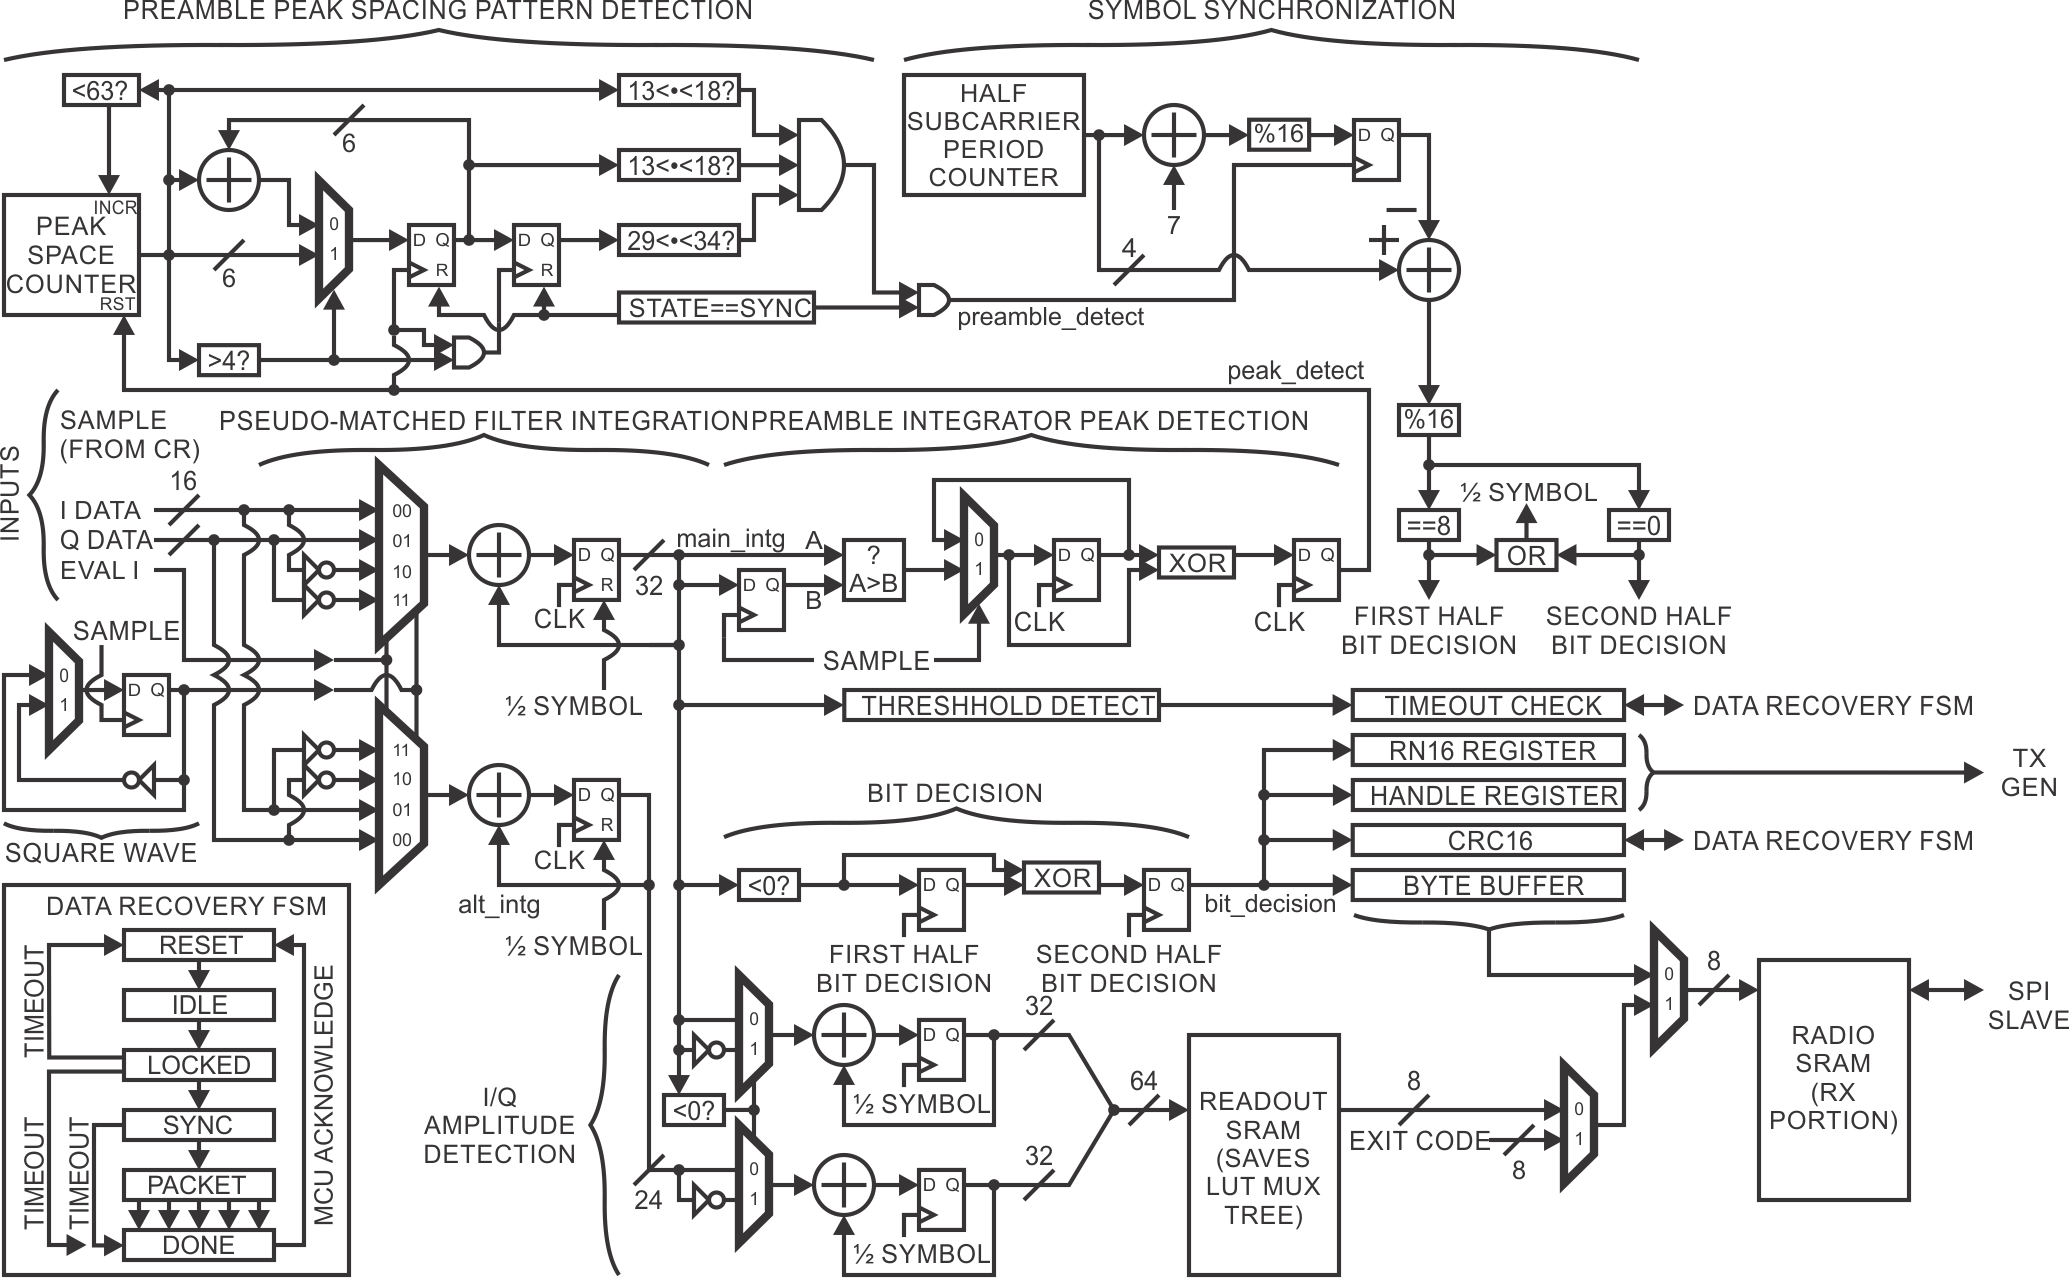 PREAMBLE PEAK SPACING PATTERN DETECTION
SYMBOL SYNCHRONIZATION
<63?
13<•<18?
6
13<•<18?
29<•<34?
INCR
PEAK
SPACE
COUNTER
RST
6
0
1
D Q
R
D Q
R
STATE==SYNC
>4?
preamble_detect
peak_detect
HALF
SUBCARRIER
PERIOD
COUNTER
7
%16
D Q
4
−
+
%16
==8
==0
½ SYMBOL
OR
FIRST HALF
BIT DECISION
SECOND HALF
BIT DECISION
INPUTS
SAMPLE
(FROM CR)
16
I DATA
Q DATA
EVAL I
PSEUDO-MATCHED FILTER INTEGRATION
PREAMBLE INTEGRATOR PEAK DETECTION
00
01
10
11
D Q
R
CLK
32
½ SYMBOL
main_intg
A
B
D Q
?
A>B
SAMPLE
0
1
D Q
CLK
XOR
D Q
CLK
SAMPLE
0
1
D Q
SQUARE WAVE
11
10
01
00
D Q
R
CLK
alt_intg
½ SYMBOL
THRESHHOLD DETECT
TIMEOUT CHECK
DATA RECOVERY FSM
RN16 REGISTER
HANDLE REGISTER
TX
GEN
CRC16
DATA RECOVERY FSM
BYTE BUFFER
BIT DECISION
<0?
D Q
XOR
D Q
bit_decision
FIRST HALF
BIT DECISION
SECOND HALF
BIT DECISION
DATA RECOVERY FSM
RESET
IDLE
LOCKED
SYNC
PACKET
DONE
TIMEOUT
TIMEOUT
TIMEOUT
MCU ACKNOWLEDGE
I/Q
AMPLITUDE
DETECTION
24
<0?
0
1
D Q
½ SYMBOL
32
0
1
D Q
½ SYMBOL
32
64
READOUT
SRAM
(SAVES
LUT MUX
TREE)
8
EXIT CODE
8
0
1
0
1
8
RADIO
SRAM
(RX
PORTION)
SPI
SLAVE